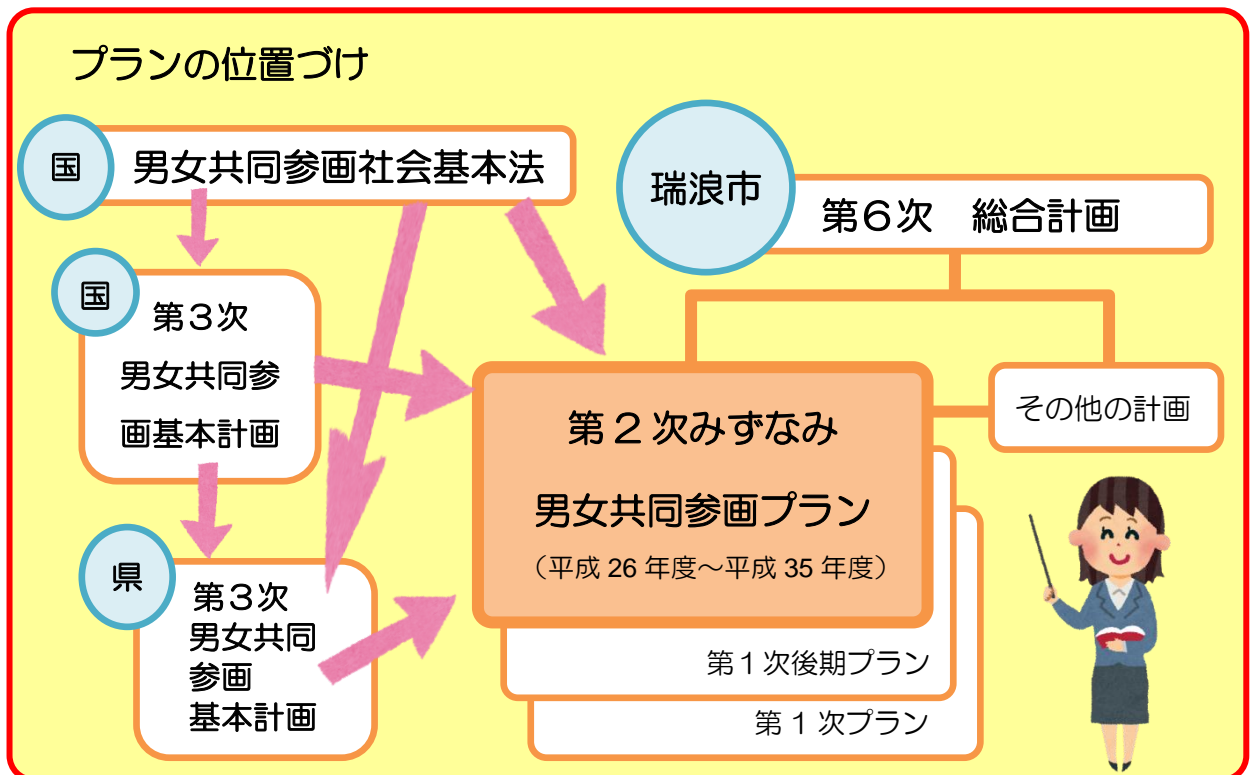 プランの位置づけ
国
男女共同参画社会基本法
瑞浪市
第６次　総合計画
国
第３次
男女共同参
画基本計画
その他の計画
第２次みずなみ
男女共同参画プラン
（平成 26 年度～平成 35 年度）
県
第３次
男女共同
参画
基本計画
第１次後期プラン
第 1 次プラン